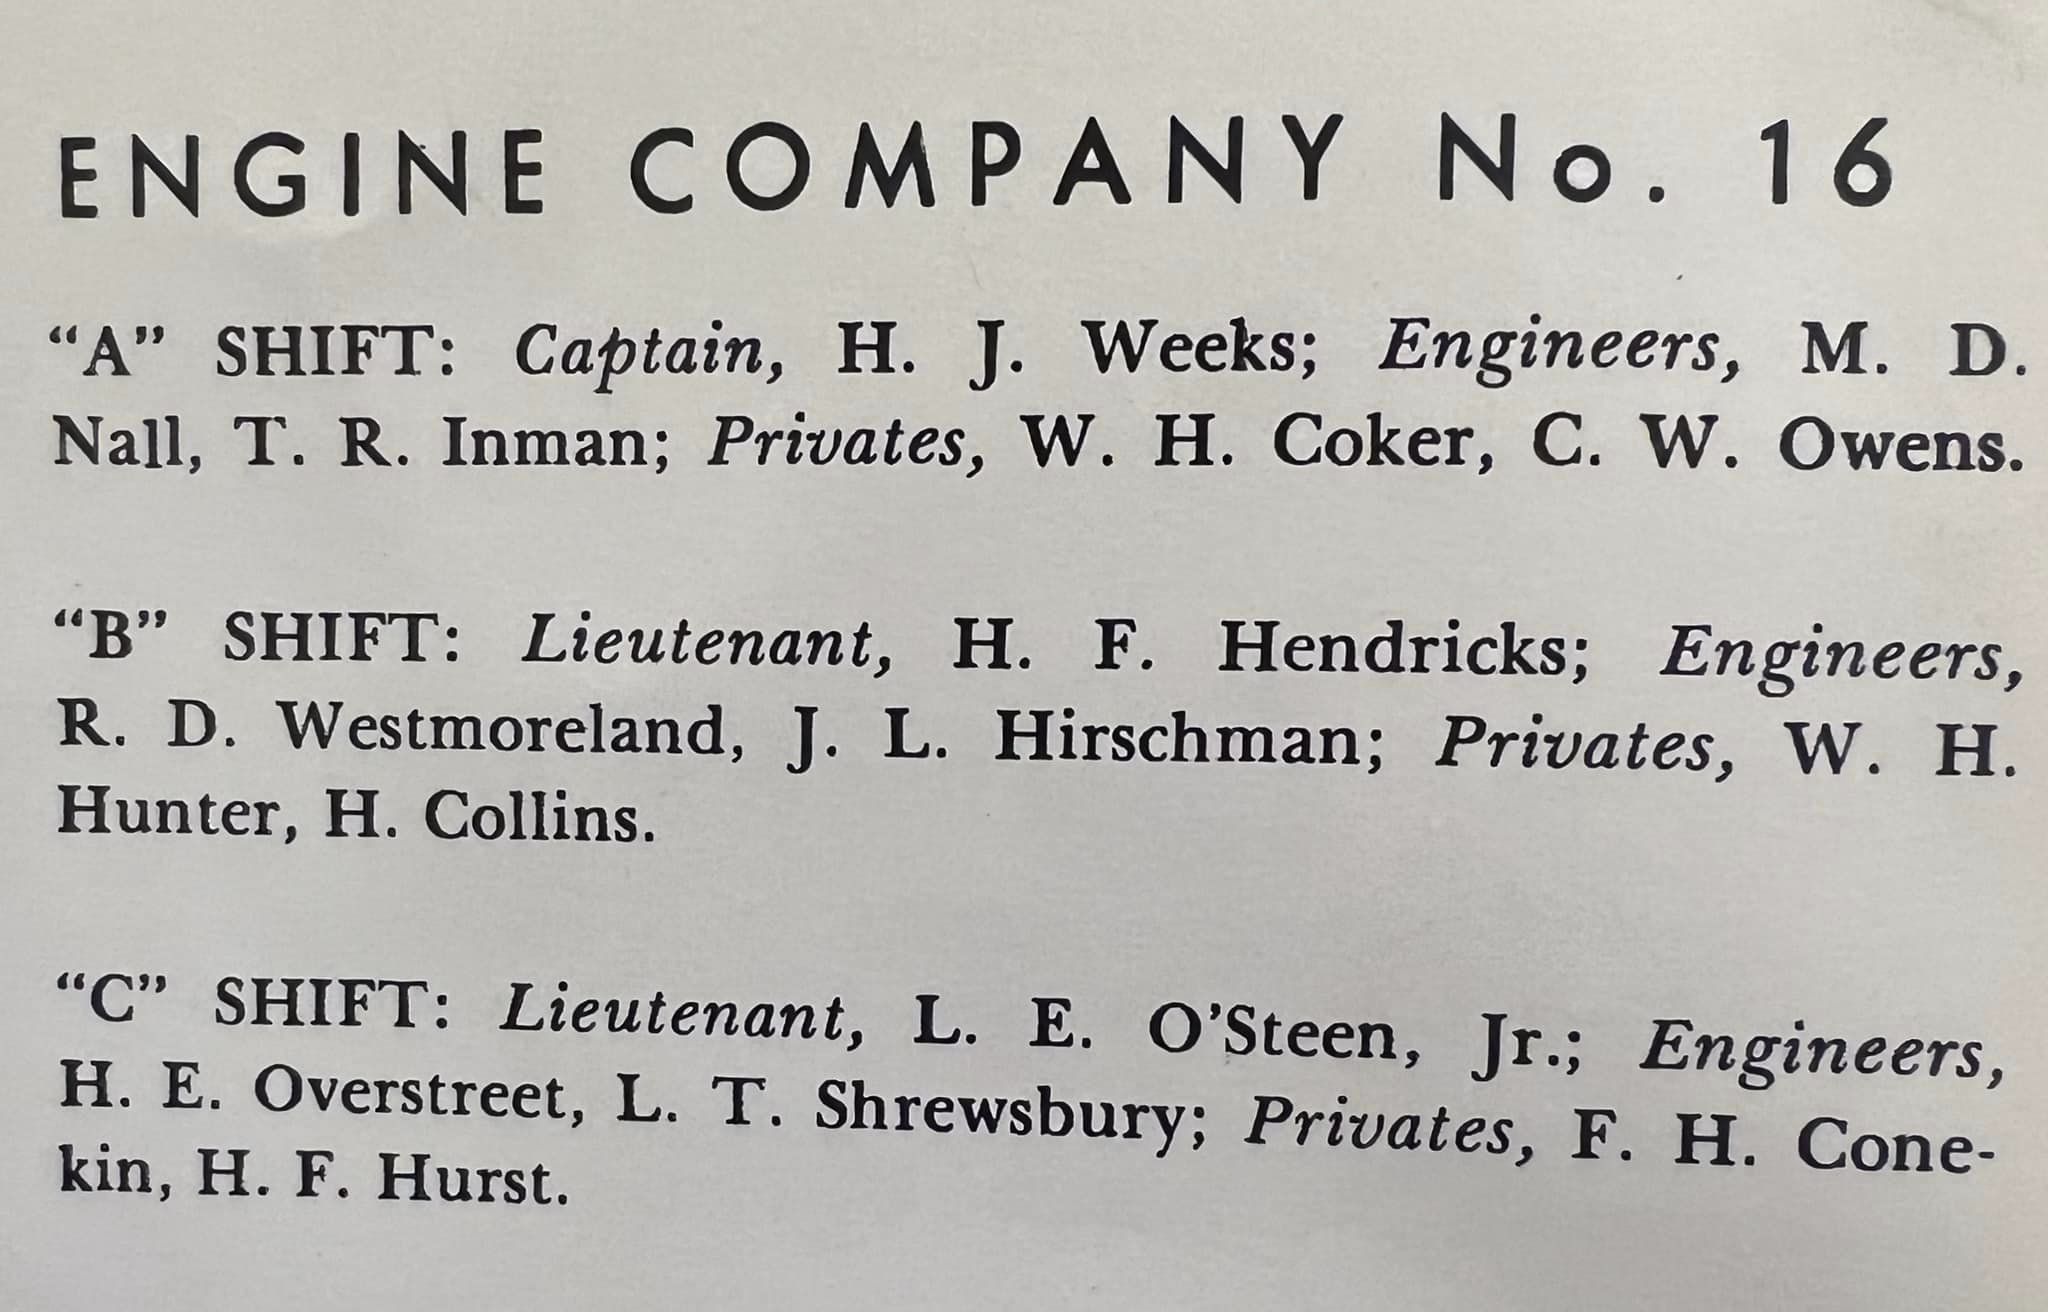 ENGINE COMPANY No. 16
“A” SHIFT: Captain, H. J. Weeks; Engineers, M. D.
Nall, T. R. Inman; Privates, W. H. Coker, C. W. Owens.
“B” SHIFT: Lieutenant, H. F. Hendricks; Engineers,
R. D. Westmoreland, J. L. Hirschman; Privates, W. H.
Hunter, H. Collins.
“C” SHIFT: Lieutenant, L. E. O’Steen, Jr.; Engineers,
H. E. Overstreet, L. T. Shrewsbury; Privates, F. H. Cone-
kin, H. F. Hurst.